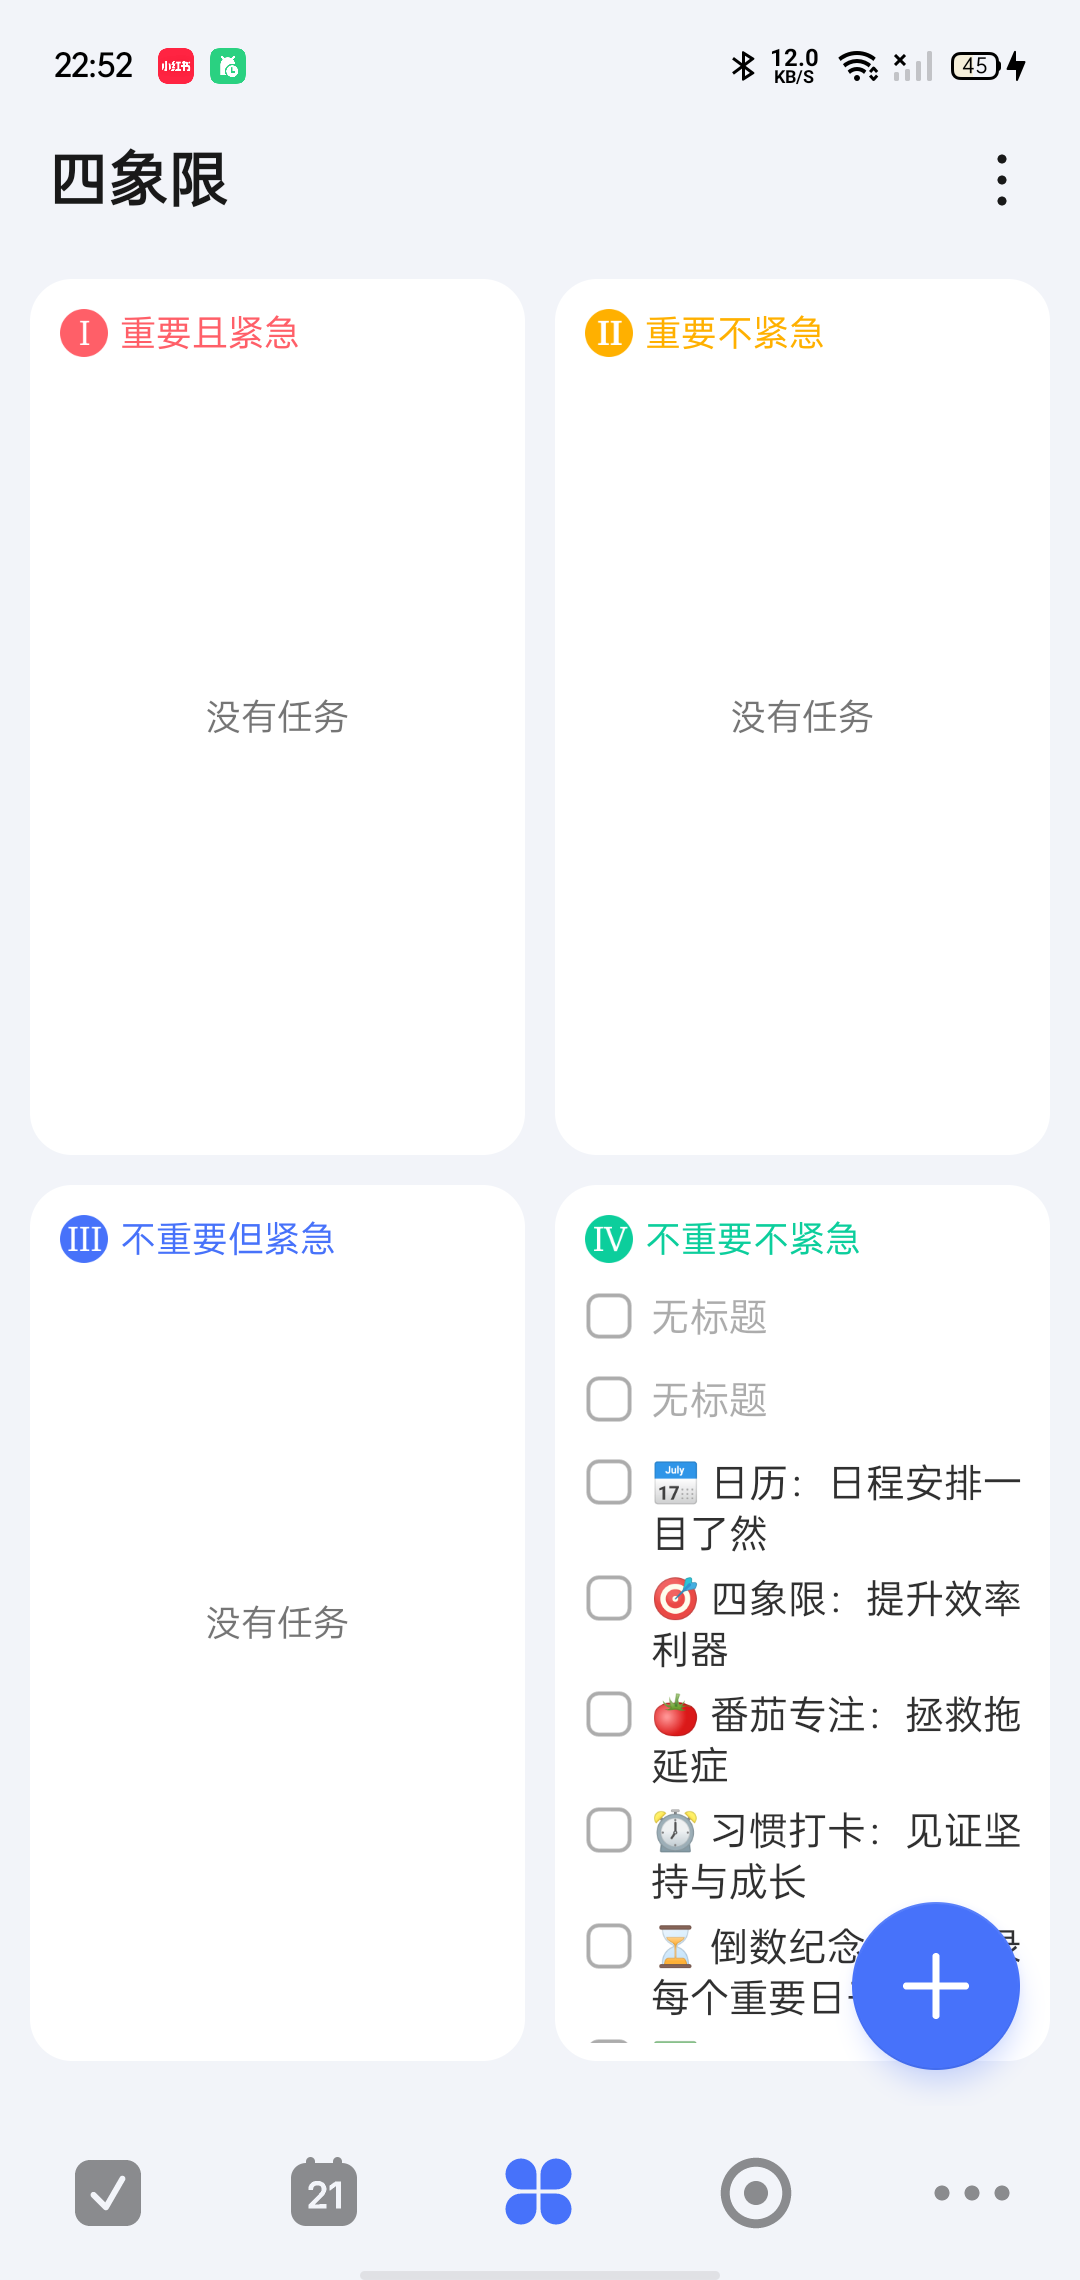 22:52
小红书
12.0
KB/S
45
四象限
I 重要且紧急
没有任务
II 重要不紧急
没有任务
III 不重要但紧急
没有任务
IV 不重要不紧急
无标题
无标题
July
17
日历：日程安排一
目了然
四象限：提升效率
利器
番茄专注：拯救拖
延症
习惯打卡：见证坚
持与成长
倒数纪念
每个重要日
21